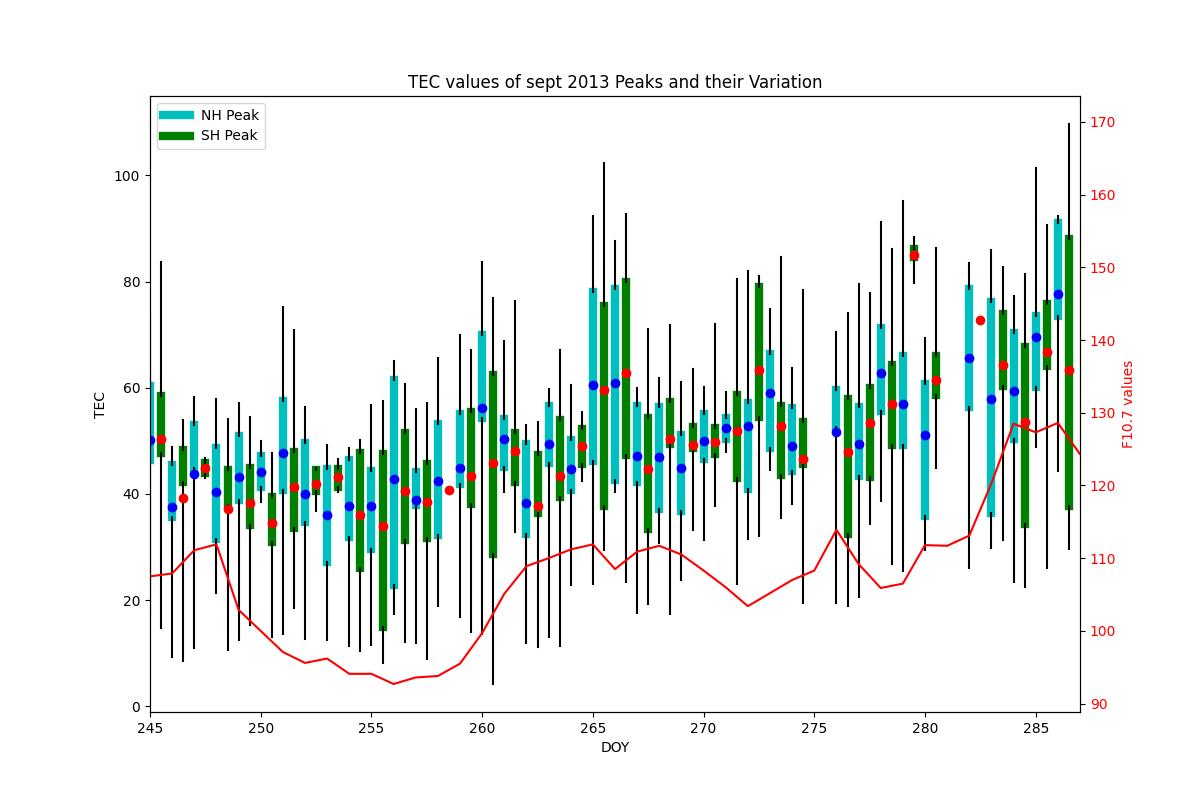 TEC values of sept 2013 Peaks and their Variation
NH Peak
SH Peak
TEC
100
80
60
40
20
0
170
160
150
140
130
120
110
100
90
F10.7 values
245 250 255 260 265 270 275 280 285
DOY